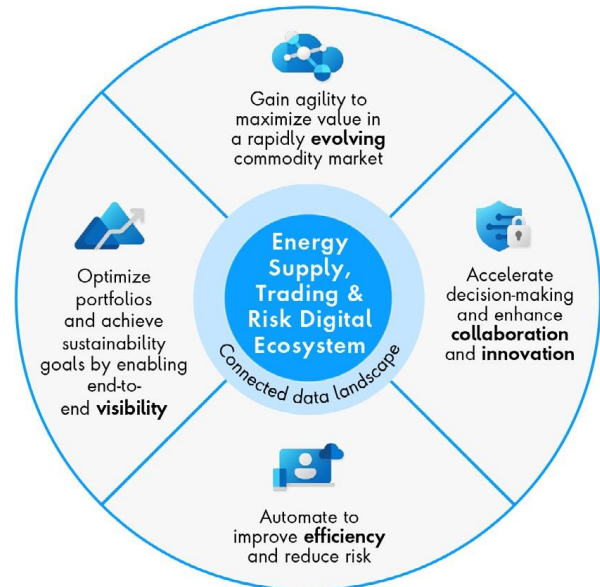 Gain agility to
maximize value in
a rapidly evolving
commodity market
Energy
Supply,
Trading &
Risk Digital
Ecosystem
Connected data landscape
Optimize
portfolios
and achieve
sustainability
goals by enabling
end-to-
end visibility
Accelerate
decision-making
and enhance
collaboration
and innovation
Automate to
improve efficiency
and reduce risk